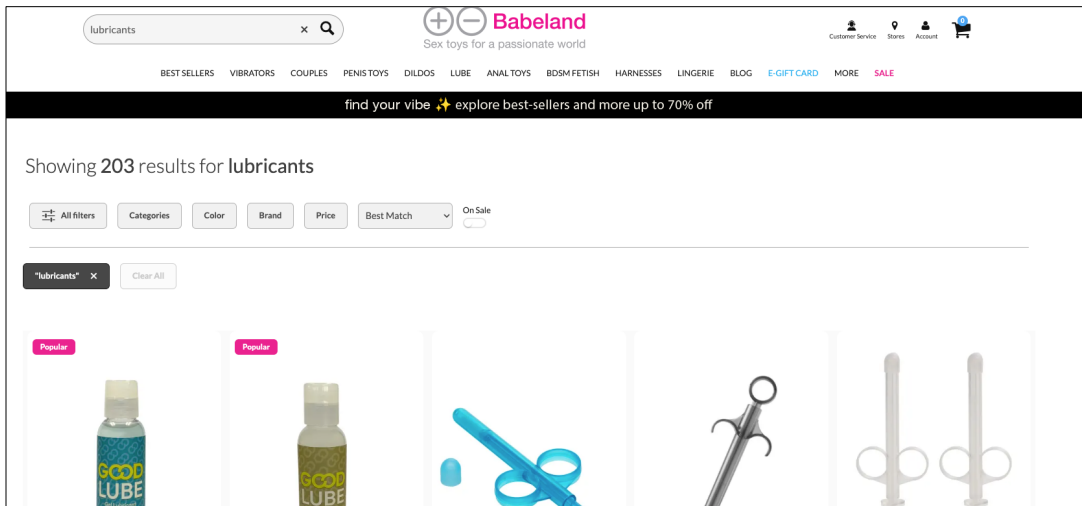 lubricants
Babeland
Sex toys for a passionate world
Customer Service Stores Account 0
BEST SELLERS VIBRATORS COUPLES PENIS TOYS DILDOS LUBE ANAL TOYS BDSM FETISH HARNESSES LINGERIE BLOG E-GIFT CARD MORE SALE
find your vibe ✨ explore best-sellers and more up to 70% off
Showing 203 results for lubricants
All filters Categories Color Brand Price Best Match On Sale
"lubricants" X Clear All
Popular Popular
GOOD GOOD
LUBE LUBE